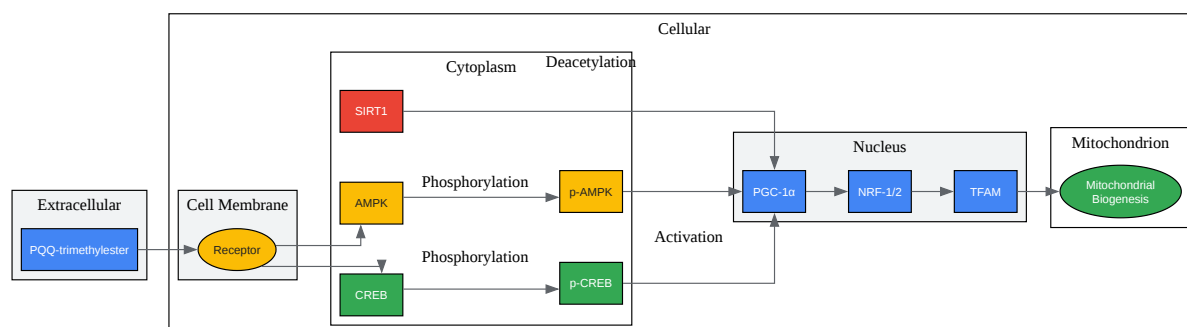 Cellular
Cytoplasm
Deacetylation
SIRT1
Nucleus
Mitochondrion
Extracellular
Cell Membrane
AMPK
Phosphorylation
p-AMPK
PGC-1α
NRF-1/2
TFAM
Mitochondrial
Biogenesis
PQQ-trimethylester
Receptor
Activation
CREB
Phosphorylation
p-CREB